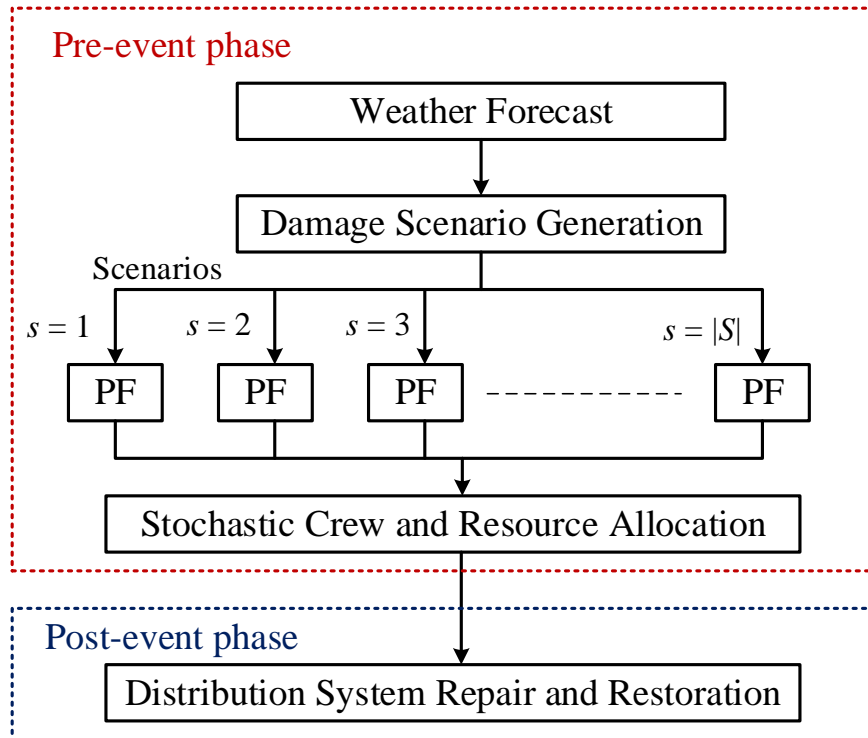 Pre-event phase
Weather Forecast
Damage Scenario Generation
Scenarios
s = 1
s = 2
s = 3
s = |S|
PF
PF
PF
PF
Stochastic Crew and Resource Allocation
Post-event phase
Distribution System Repair and Restoration